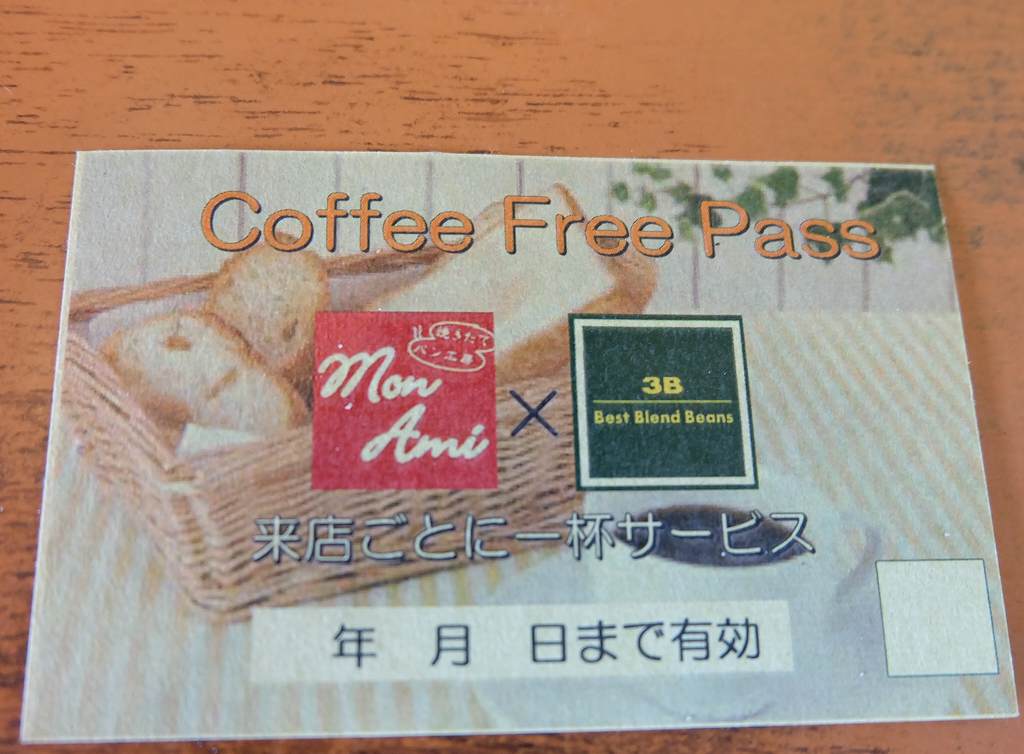 Coffee Free Pass
焼きたて
パン工房
Mon
Ami
×
3B
Best Blend Beans
来店ごとに一杯サービス
年 月 日まで有効